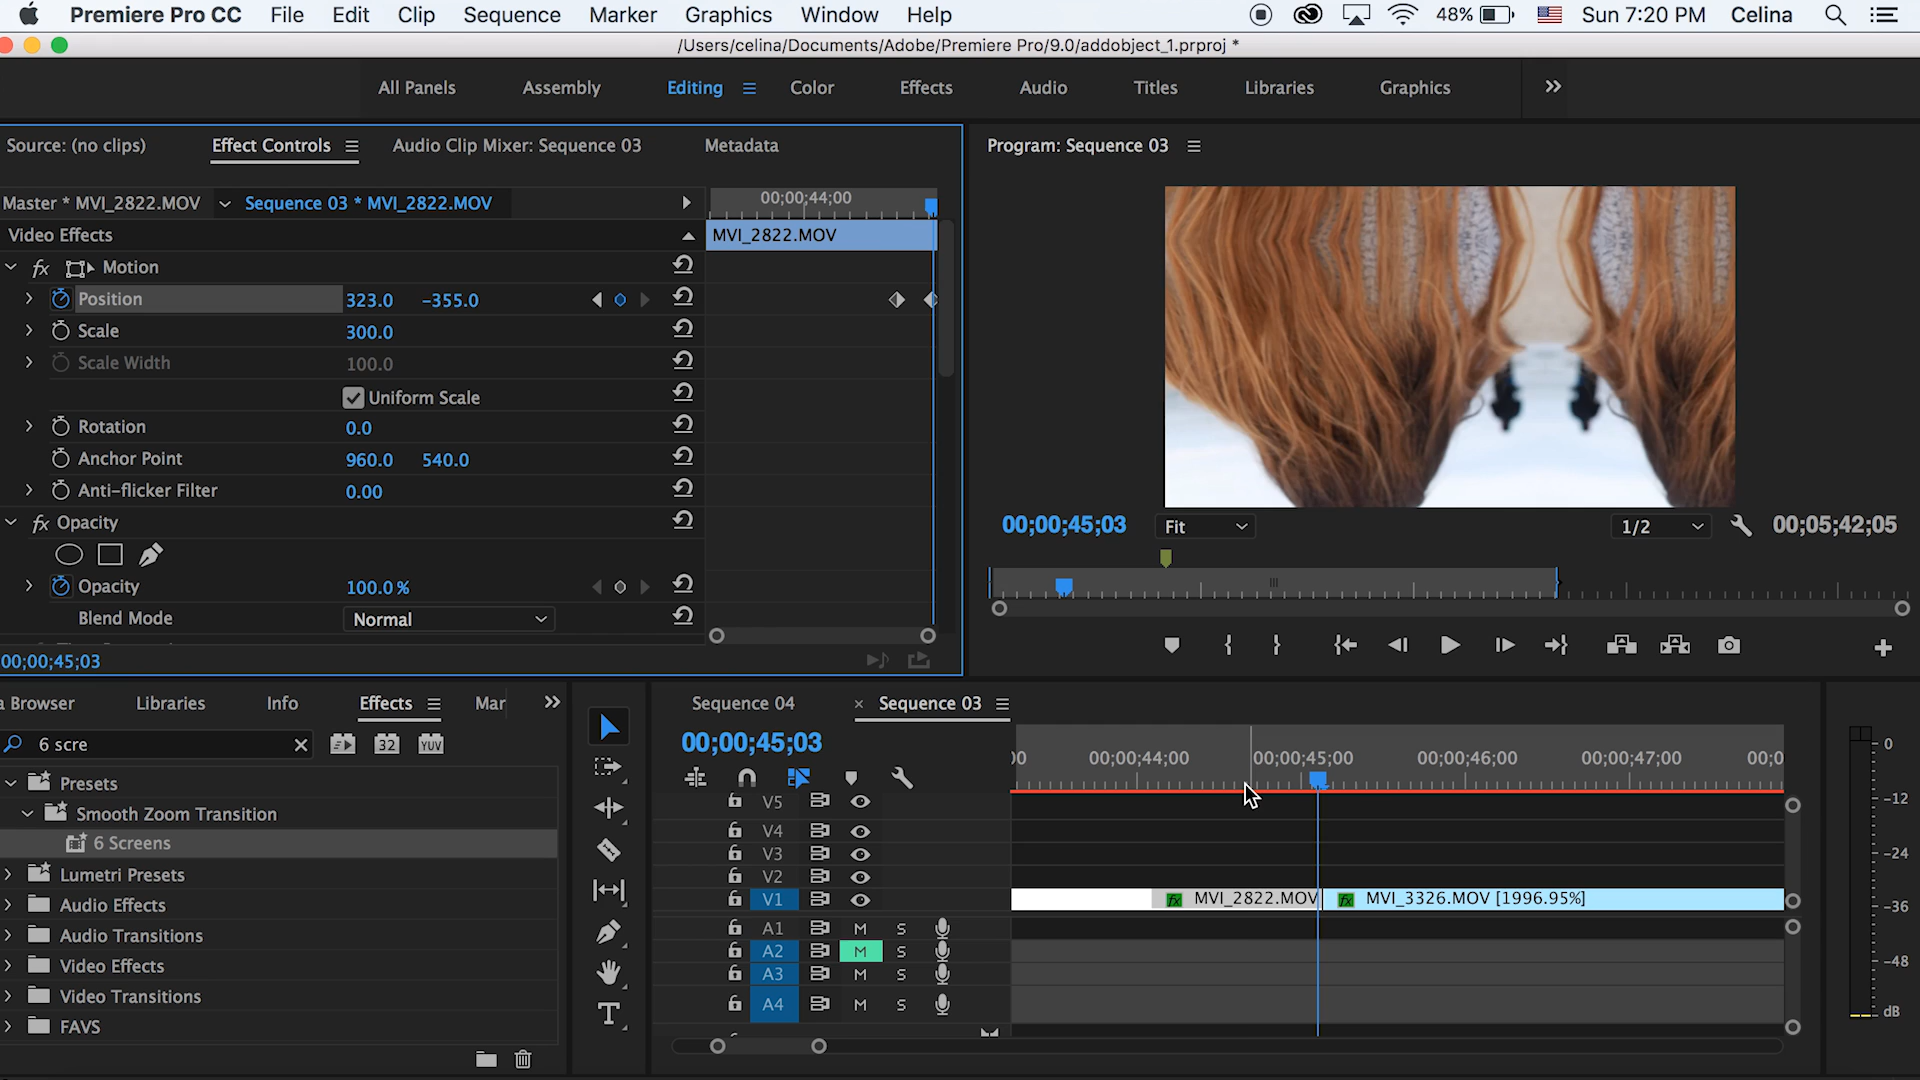 Premiere Pro CC File Edit Clip Sequence Marker Graphics Window Help 48% Sun 7:20 PM Celina
/Users/celina/Documents/Adobe/Premiere Pro/9.0/addobject_1.prproj *
All Panels Assembly Editing Color Effects Audio Titles Libraries Graphics
Source: (no clips) Effect Controls Audio Clip Mixer: Sequence 03 Metadata
Program: Sequence 03
Master * MVI_2822.MOV Sequence 03 * MVI_2822.MOV 00;00;44;00
Video Effects MVI_2822.MOV
fx Motion
Position 323.0 -355.0
Scale 300.0
Scale Width 100.0
Uniform Scale
Rotation 0.0
Anchor Point 960.0 540.0
Anti-flicker Filter 0.00
fx Opacity
Opacity 100.0 %
Blend Mode Normal
00;00;45;03
00;00;45;03 Fit 1/2 00;05;42;05
a Browser Libraries Info Effects Mar
6 scre 32 YUV
Presets
Smooth Zoom Transition
6 Screens
Lumetri Presets
Audio Effects
Audio Transitions
Video Effects
Video Transitions
FAVS
Sequence 04 × Sequence 03
00;00;45;03
00 00;00;44;00 00;00;45;00 00;00;46;00 00;00;47;00 00;0
V5
V4
V3
V2
V1 fx MVI_2822.MOV fx MVI_3326.MOV [1996.95%]
A1 M S
A2 M S
A3 M S
A4 M S
T
0
-12
-24
-36
-48
dB